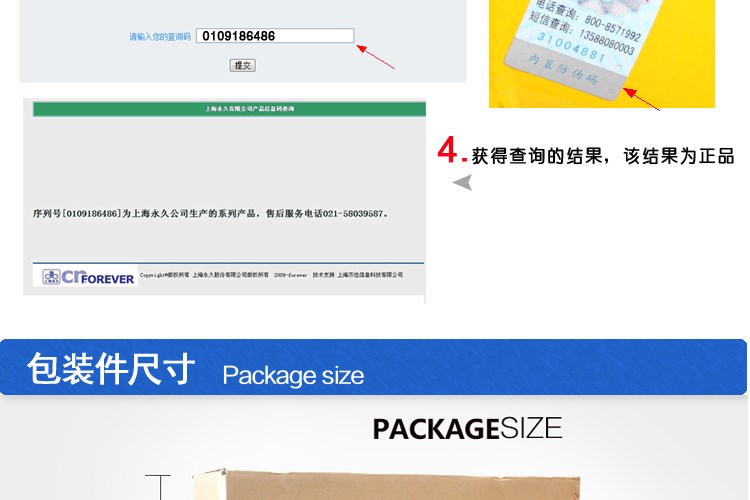 请输入您的查询码
0109186486
提交
电话查询：800-8571992
短信查询：13588080003
31004881
内置防伪码
上海永久有限公司产品信息码查询
4.获得查询的结果，该结果为正品
序列号[0109186486]为上海永久公司生产的系列产品，售后服务电话021-58039587。
上海永久
FOREVER
Copyright©版权所有 上海永久股份有限公司版权所有 2009-forever 技术支持:上海
信息科技有限公司
包装件尺寸 Package size
PACKAGESIZE